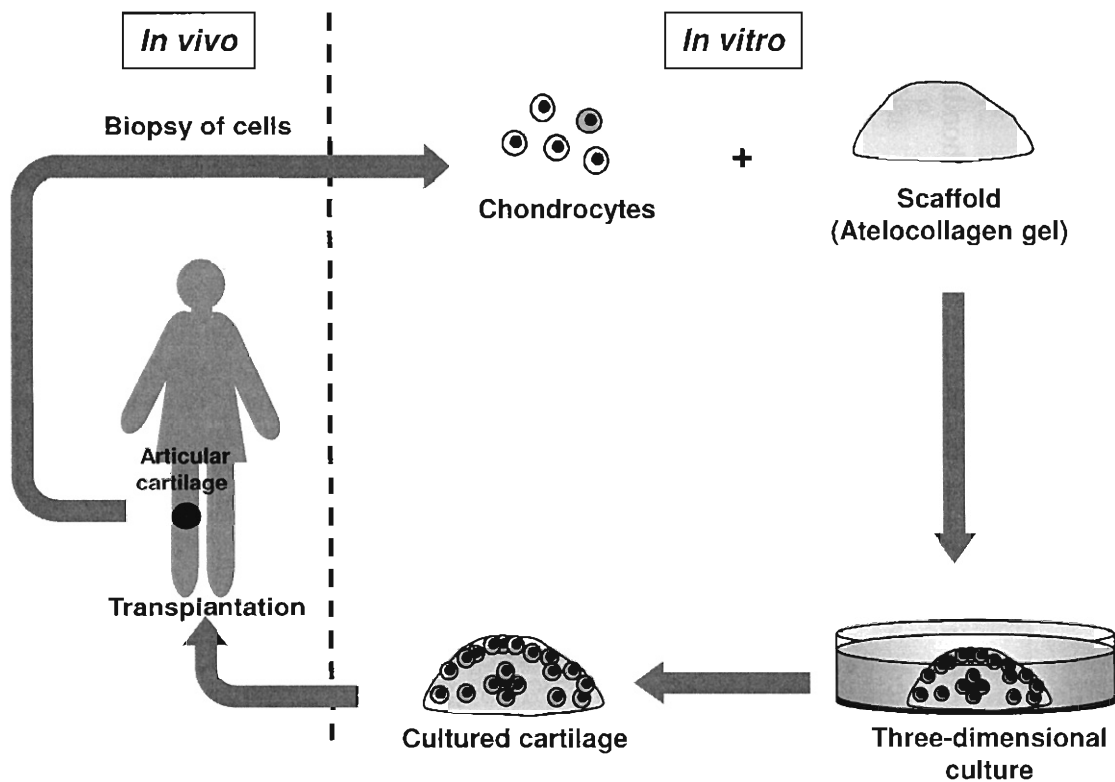 In vivo
In vitro
Biopsy of cells
Chondrocytes
+
Scaffold
(Atelocollagen gel)
Articular
cartilage
Transplantation
Cultured cartilage
Three-dimensional
culture